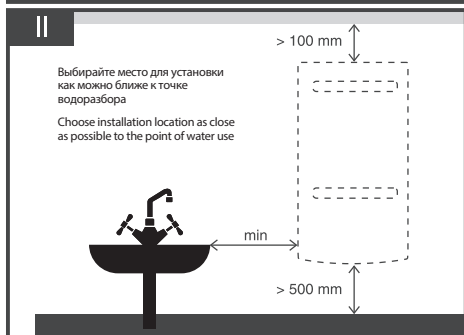 II
> 100 mm
Выбирайте место для установки
как можно ближе к точке
водоразбора
Choose installation location as close
as possible to the point of water use
min
> 500 mm